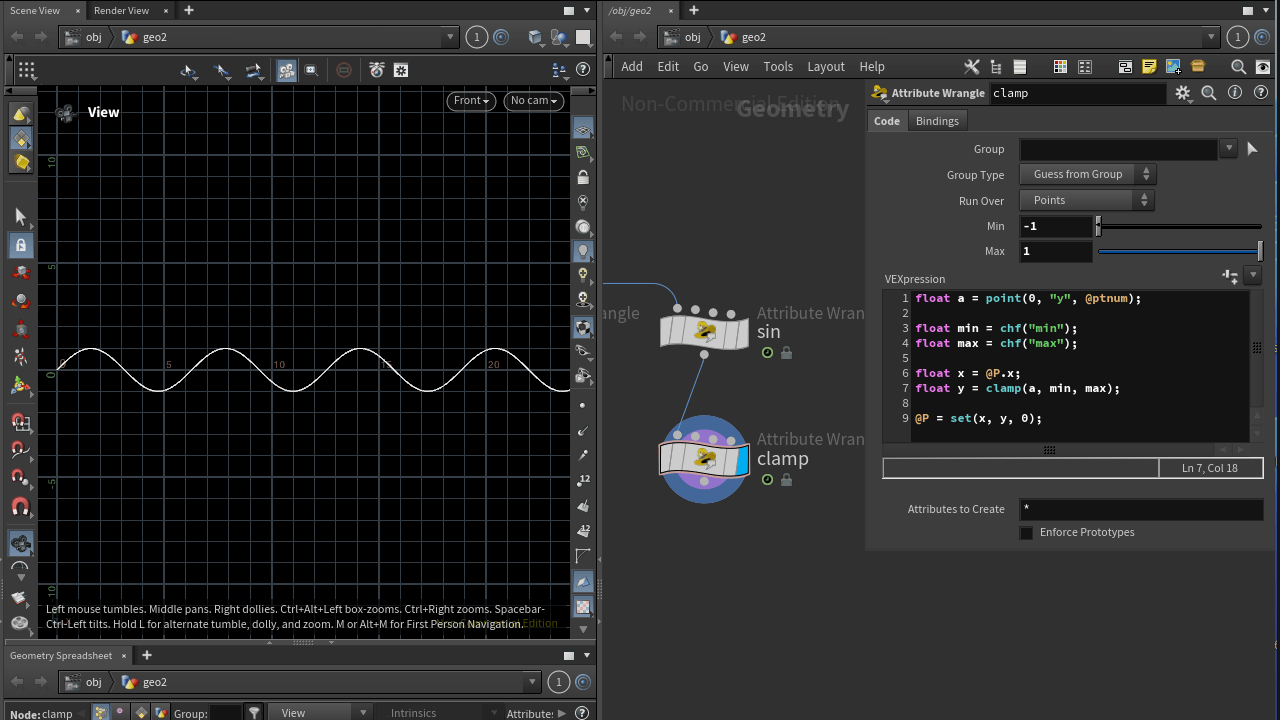 Scene View × Render View × +
obj geo2 1
View
Front No cam
10
5
0
-5
10
0 5 10 15 20
Left mouse tumbles. Middle pans. Right dollies. Ctrl+Alt+Left box-zooms. Ctrl+Right zooms. Spacebar-
Ctrl-Left tilts. Hold L for alternate tumble, dolly, and zoom. M or Alt+M for First Person Navigation.
Edition
Geometry Spreadsheet × +
obj geo2 1
Node: clamp Group: View Intrinsics Attribute:
/obj/geo2 × +
obj geo2 1
Add Edit Go View Tools Layout Help
Non-Commercial Edition
Geometry
angle
Attribute Wran
sin
Attribute Wran
clamp
Attribute Wrangle clamp
Code Bindings
Group
Group Type Guess from Group
Run Over Points
Min -1
Max 1
VEXpression
1 float a = point(0, "y", @ptnum);
2
3 float min = chf("min");
4 float max = chf("max");
5
6 float x = @P.x;
7 float y = clamp(a, min, max);
8
9 @P = set(x, y, 0);
Ln 7, Col 18
Attributes to Create *
Enforce Prototypes